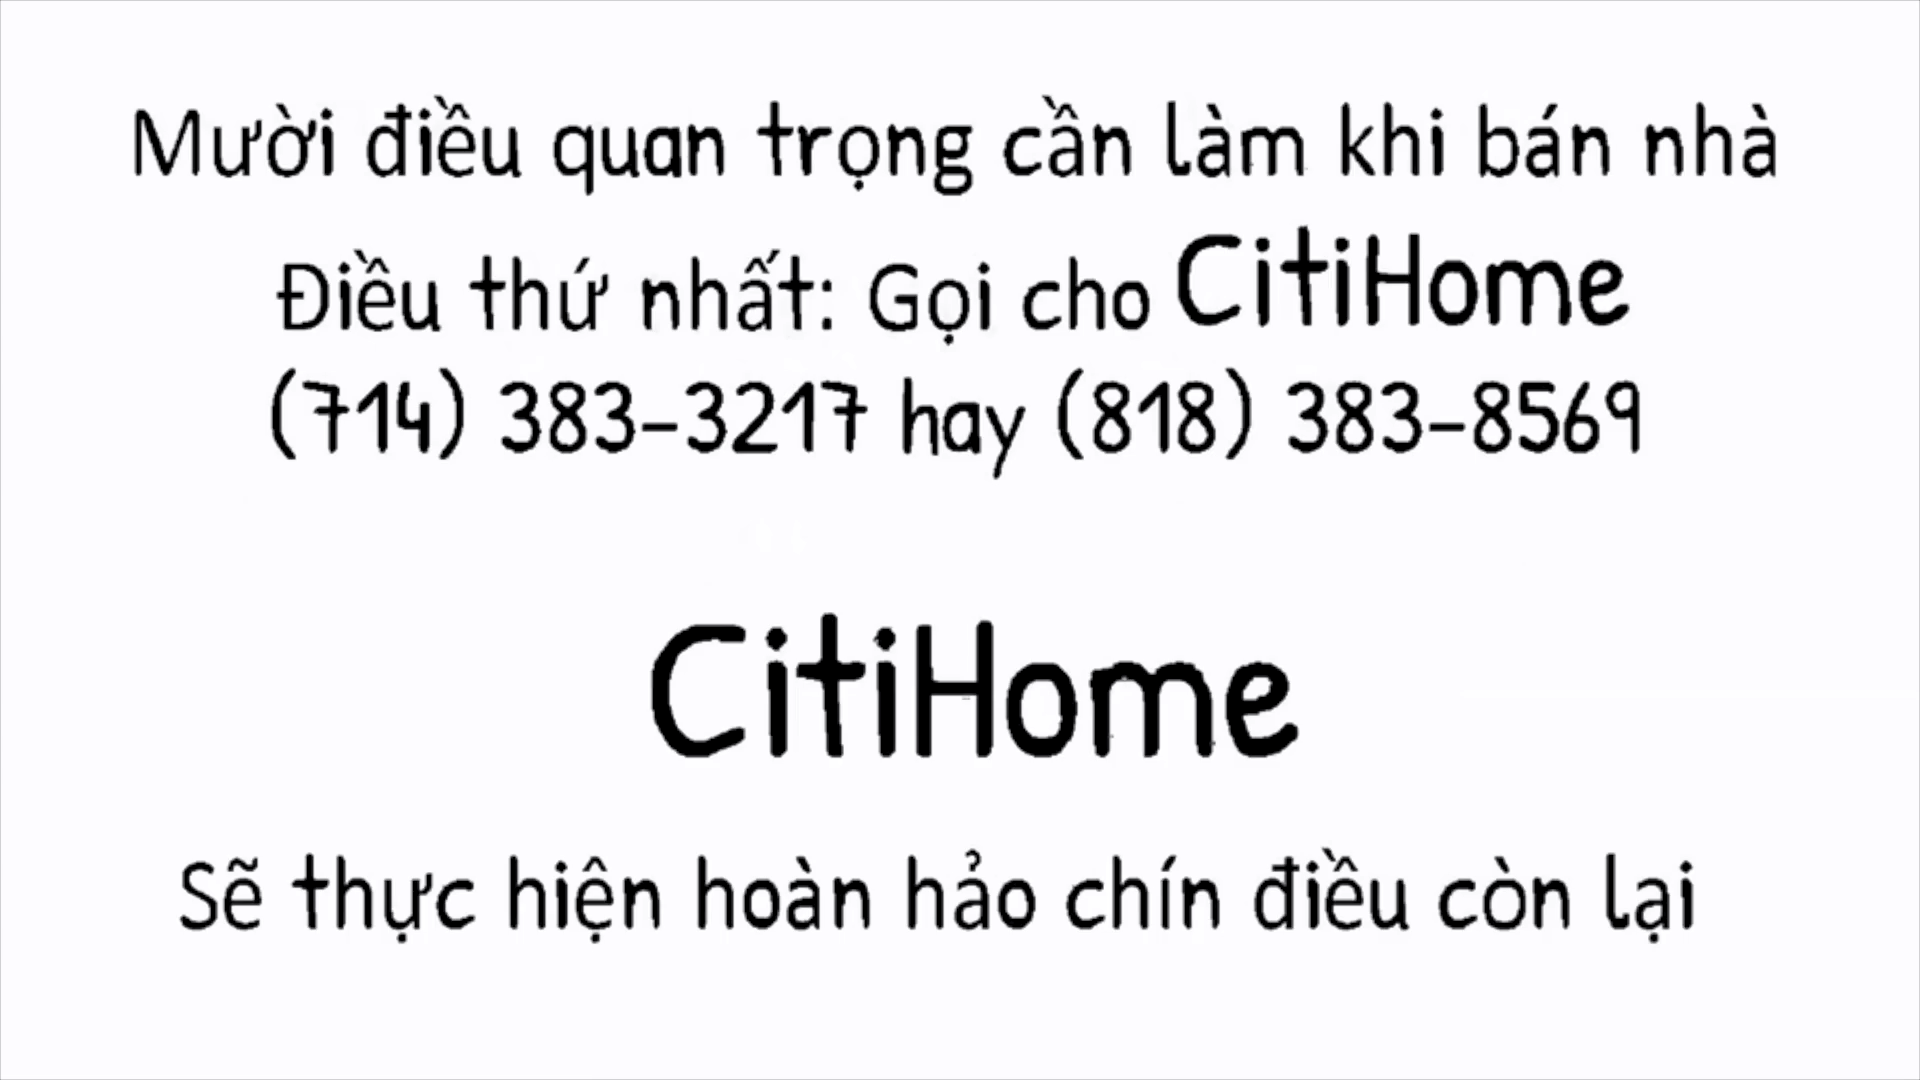 Mười điều quan trọng cần làm khi bán nhà
Điều thứ nhất: Gọi cho CitiHome
(714) 383-3217 hay (818) 383-8569
CitiHome
Sẽ thực hiện hoàn hảo chín điều còn lại